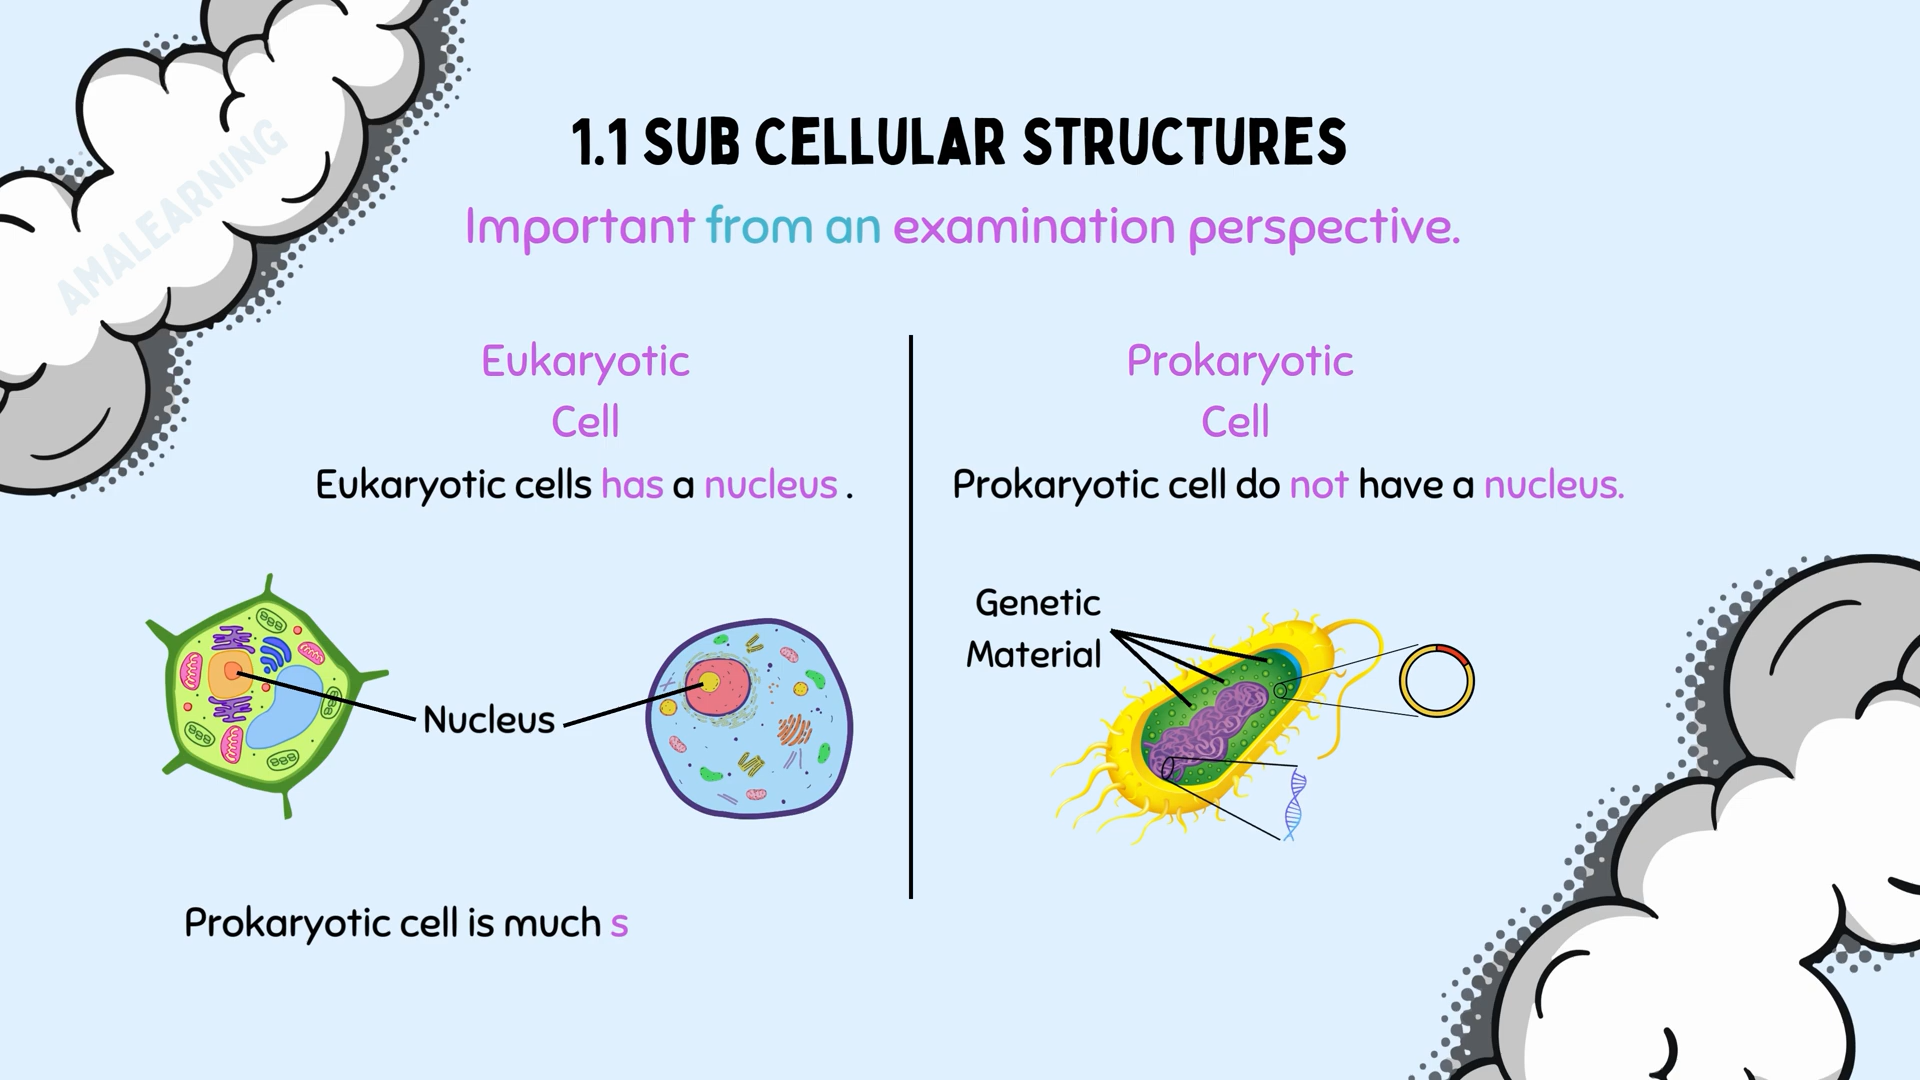 AMALEARNING
1.1 SUB CELLULAR STRUCTURES
Important from an examination perspective.
Eukaryotic
Cell
Eukaryotic cells has a nucleus .
Prokaryotic
Cell
Prokaryotic cell do not have a nucleus.
Nucleus
Genetic
Material
Prokaryotic cell is much s